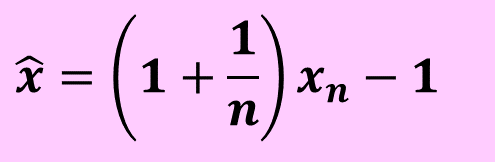 x̂ = (1 + 1/n) xₙ − 1